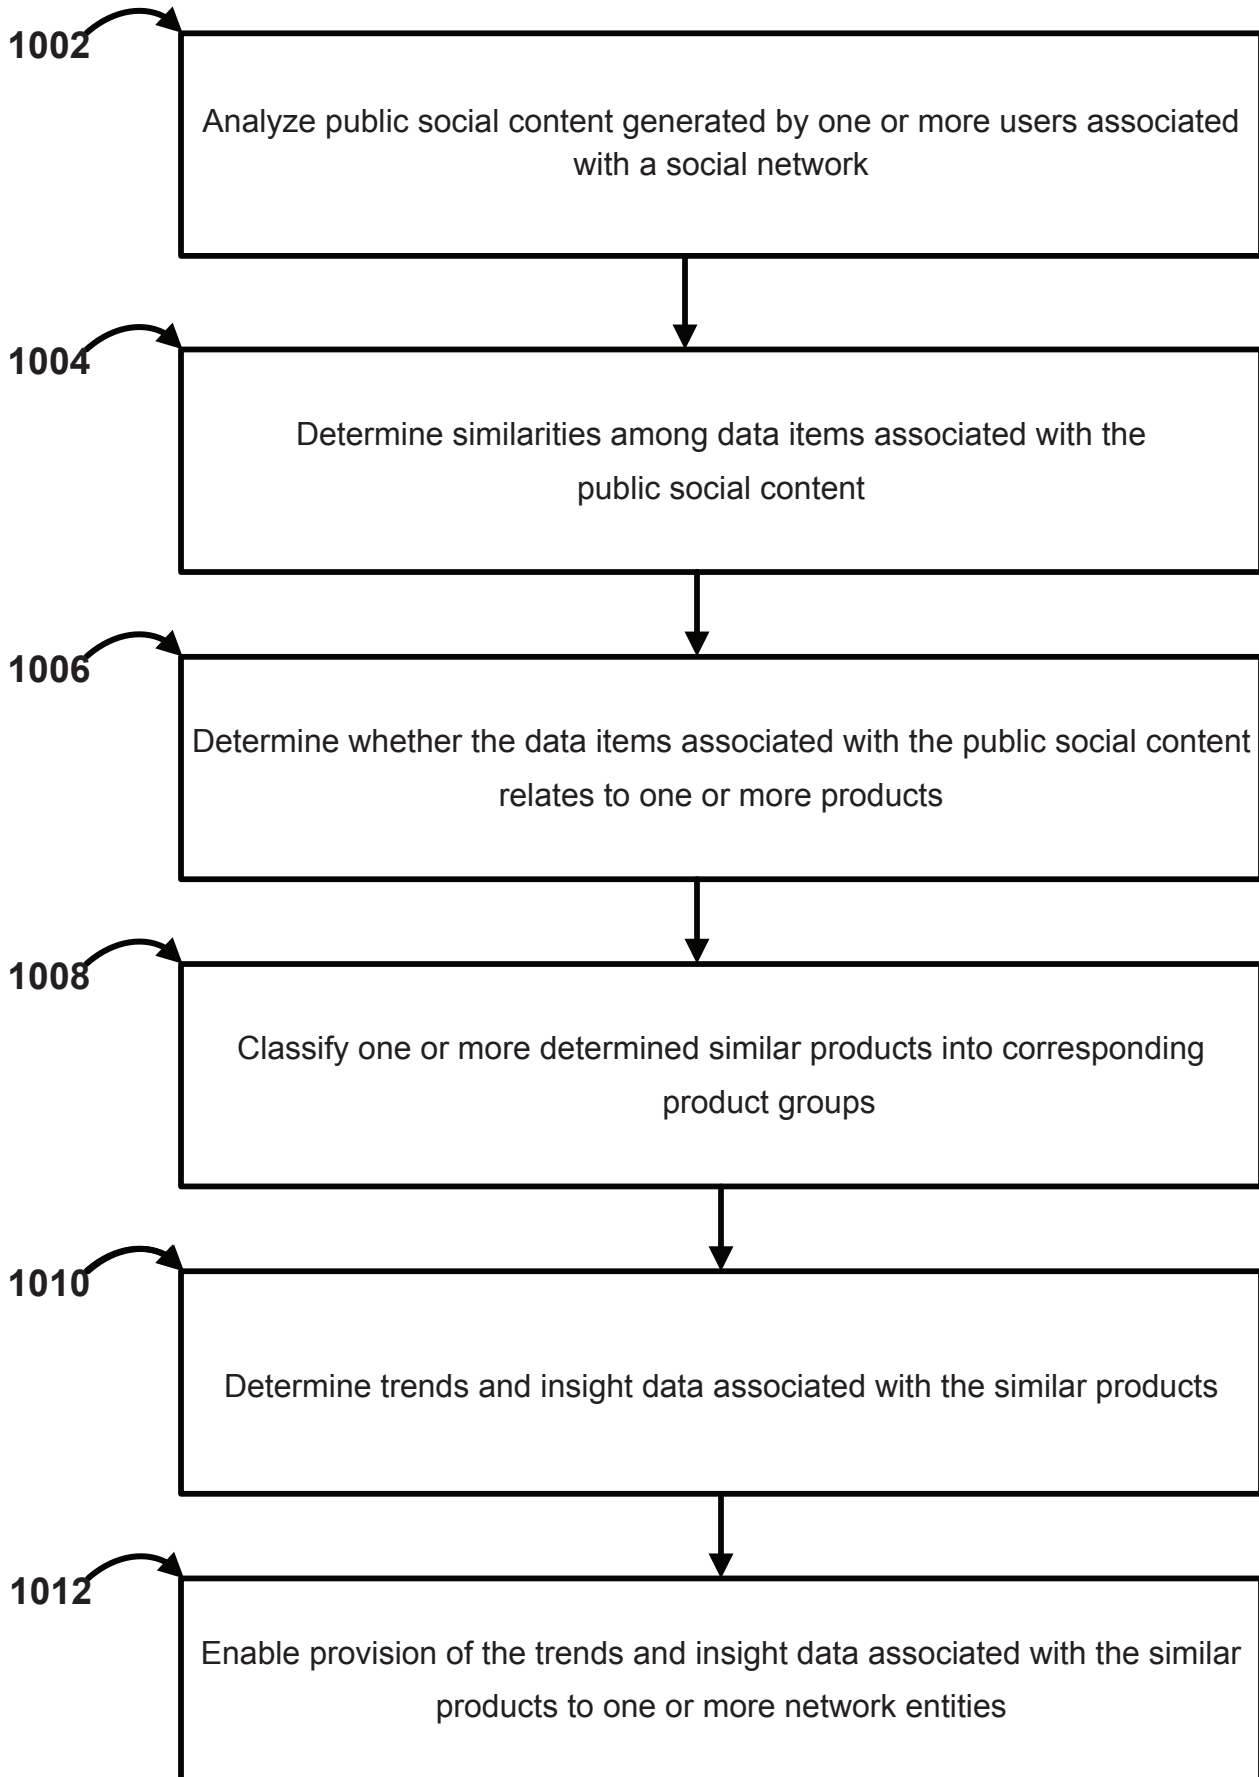 1002
Analyze public social content generated by one or more users associated
with a social network
1004
Determine similarities among data items associated with the
public social content
1006
Determine whether the data items associated with the public social content
relates to one or more products
1008
Classify one or more determined similar products into corresponding
product groups
1010
Determine trends and insight data associated with the similar products
1012
Enable provision of the trends and insight data associated with the similar
products to one or more network entities